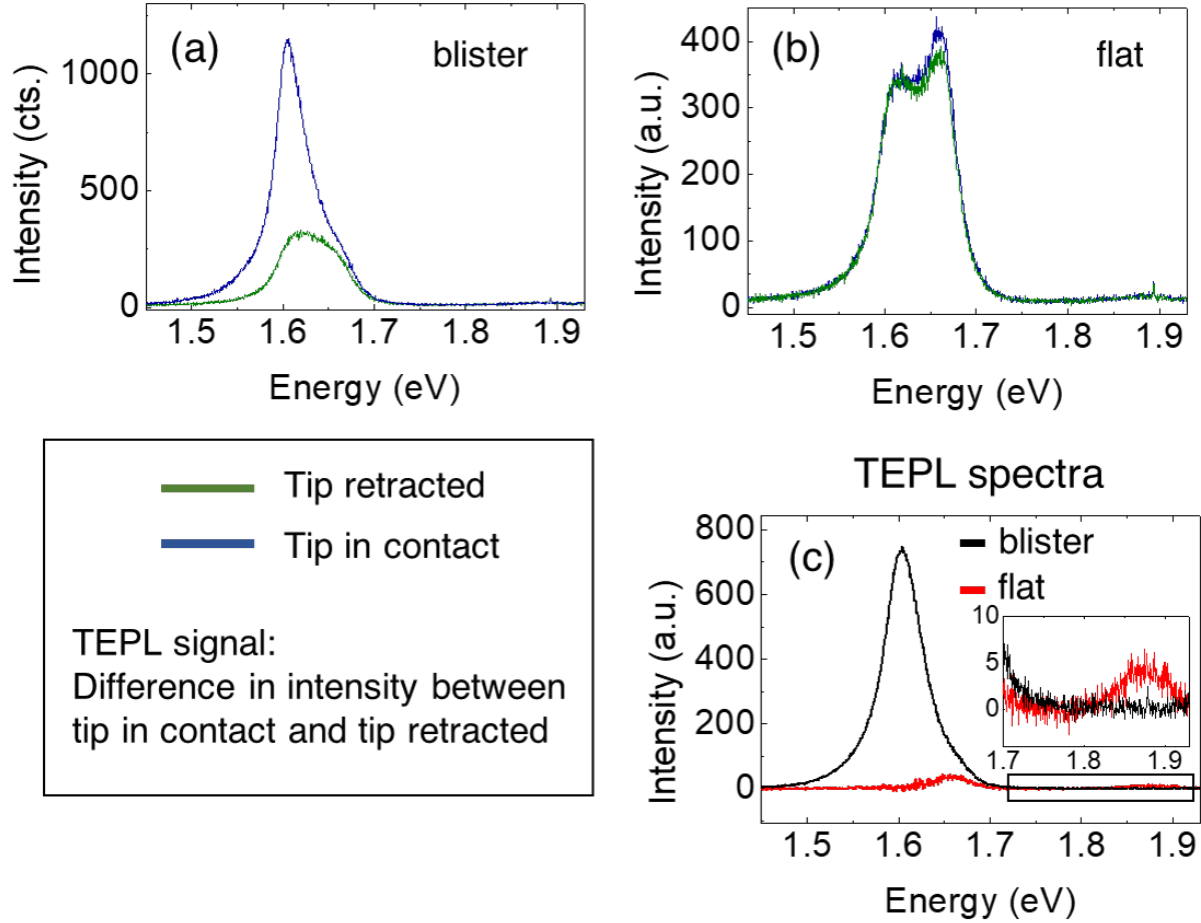 (a)
blister
Intensity (cts.)
1000
500
0
1.5 1.6 1.7 1.8 1.9
Energy (eV)
(b)
flat
Intensity (a.u.)
400
300
200
100
0
1.5 1.6 1.7 1.8 1.9
Energy (eV)
Tip retracted
Tip in contact
TEPL signal:
Difference in intensity between
tip in contact and tip retracted
TEPL spectra
(c)
blister
flat
Intensity (a.u.)
800
600
400
200
0
10
5
0
1.7 1.8 1.9
1.5 1.6 1.7 1.8 1.9
Energy (eV)